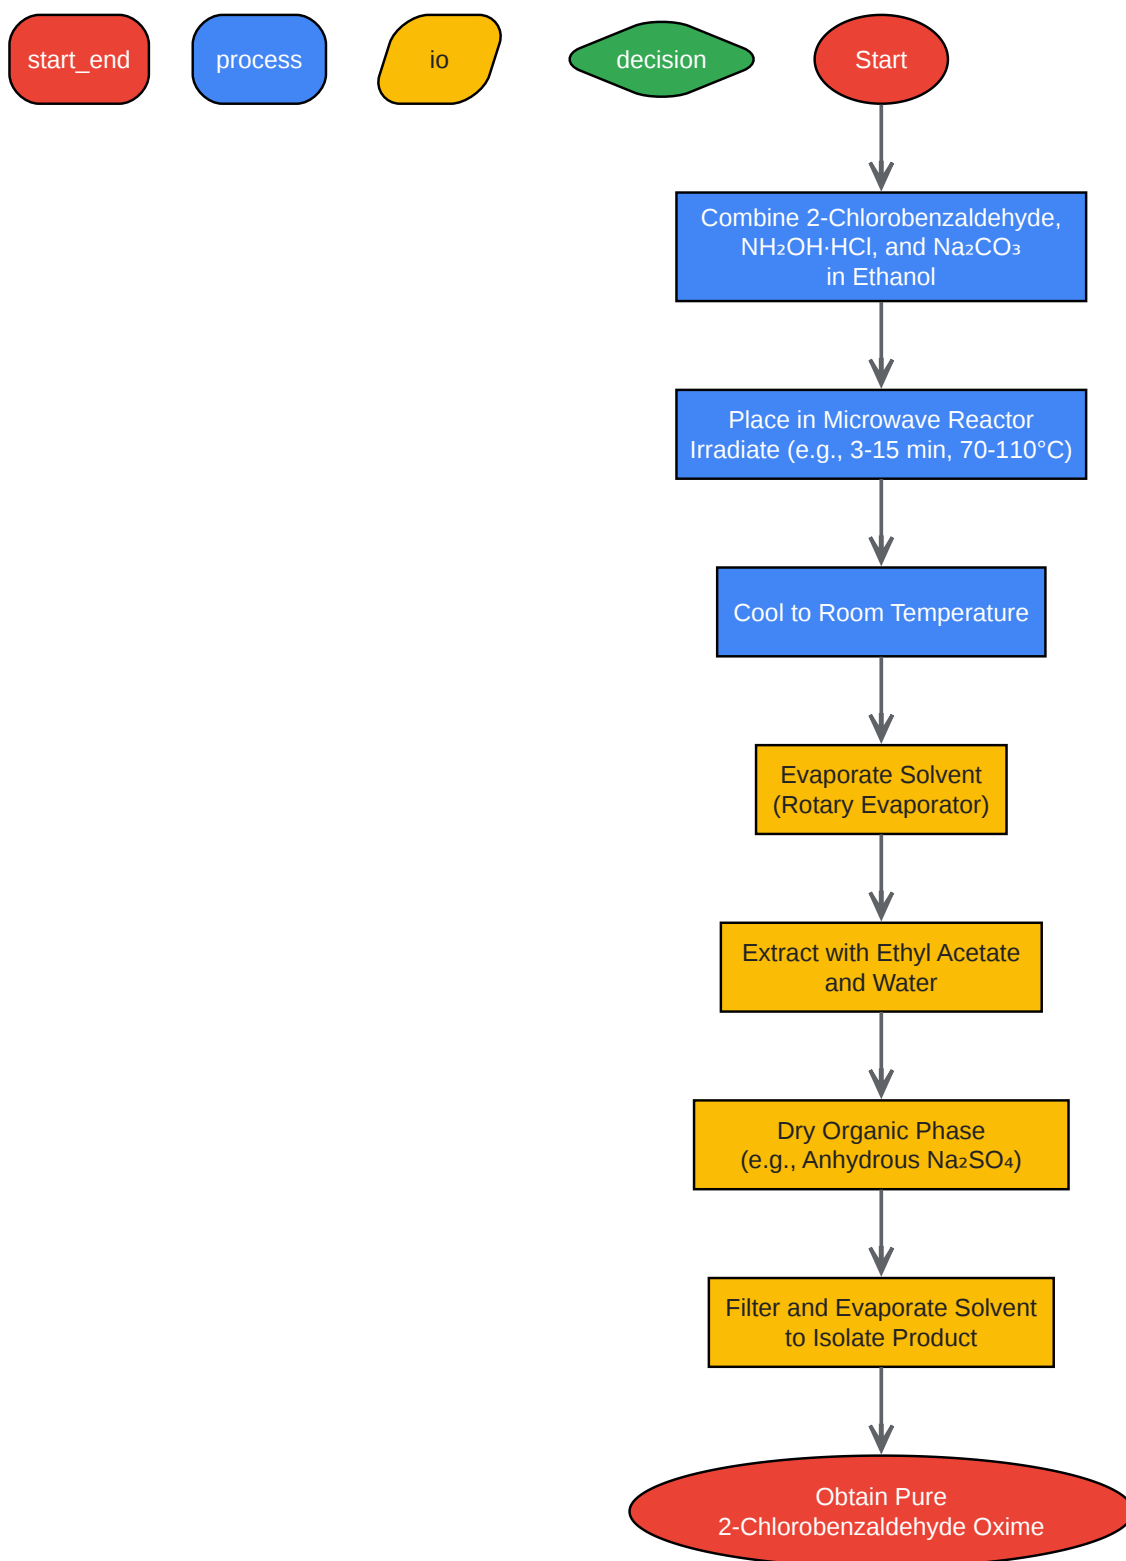 start_end
process
io
decision
Start
Combine 2-Chlorobenzaldehyde,
NH₂OH·HCl, and Na₂CO₃
in Ethanol
Place in Microwave Reactor
Irradiate (e.g., 3-15 min, 70-110°C)
Cool to Room Temperature
Evaporate Solvent
(Rotary Evaporator)
Extract with Ethyl Acetate
and Water
Dry Organic Phase
(e.g., Anhydrous Na₂SO₄)
Filter and Evaporate Solvent
to Isolate Product
Obtain Pure
2-Chlorobenzaldehyde Oxime